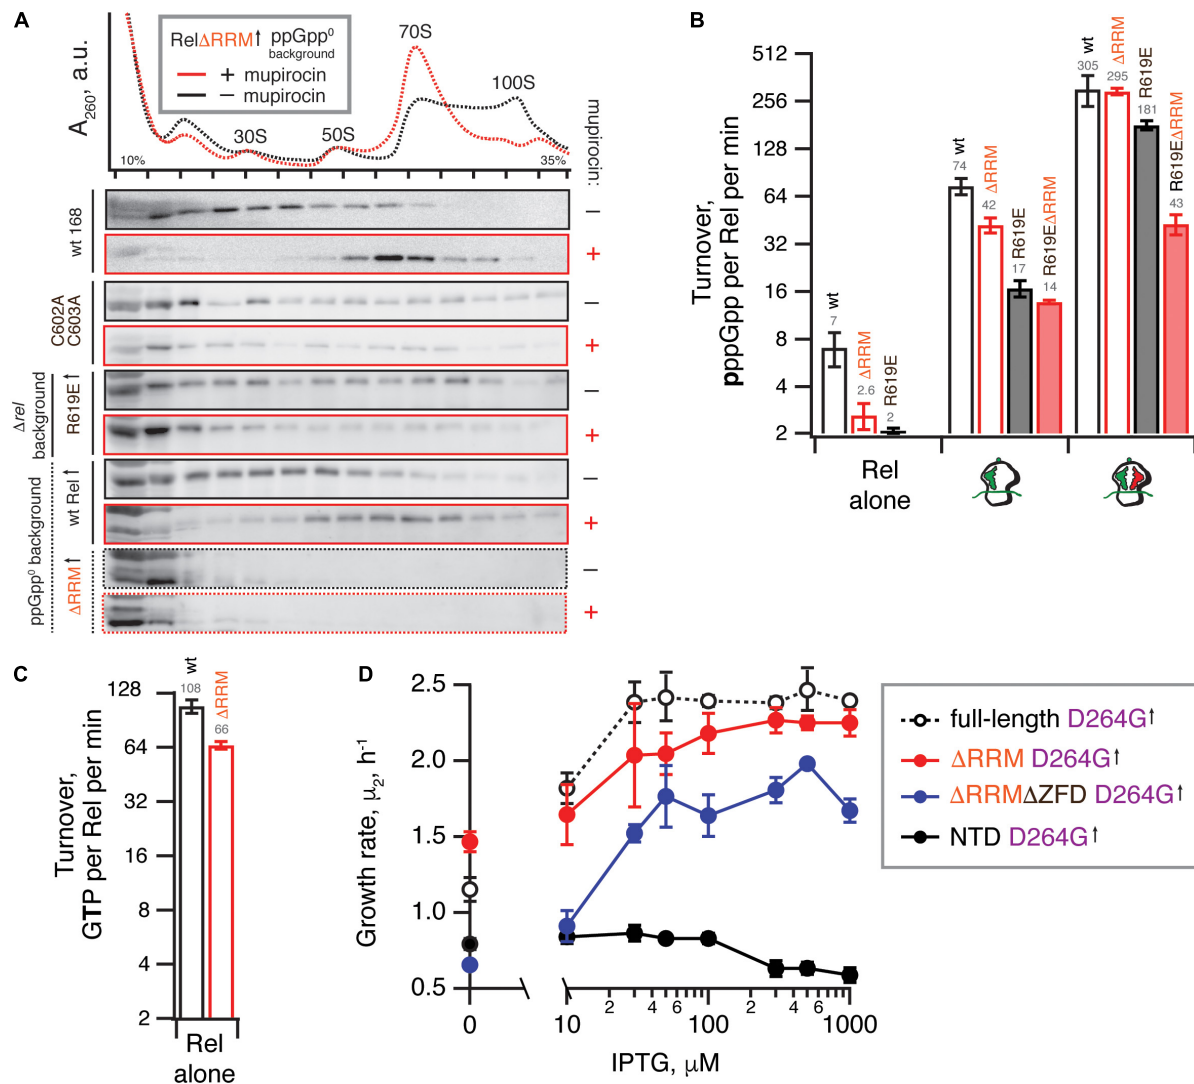 A
RelΔRRM↑ ppGpp⁰
background
+ mupirocin
− mupirocin
A260, a.u.
70S
100S
30S
50S
10%
35%
mupirocin:
wt 168
−
+
C602A
C603A
−
+
Δrel
background
R619E↑
−
+
ppGpp⁰ background
wt Rel↑
−
+
ΔRRM↑
−
+
B
Turnover,
pppGpp per Rel per min
512
256
128
64
32
16
8
4
2
wt
7
ΔRRM
2.6
R619E
2
wt
74
ΔRRM
42
R619E
17
R619EΔRRM
14
wt
305
ΔRRM
295
R619E
181
R619EΔRRM
43
Rel
alone
C
Turnover,
GTP per Rel per min
128
64
32
16
8
4
2
wt
108
ΔRRM
66
Rel
alone
D
Growth rate, μ2, h-1
2.5
2.0
1.5
1.0
0.5
0
10
2
4
6
100
2
4
6
1000
IPTG, μM
full-length D264G↑
ΔRRM D264G↑
ΔRRMΔZFD D264G↑
NTD D264G↑